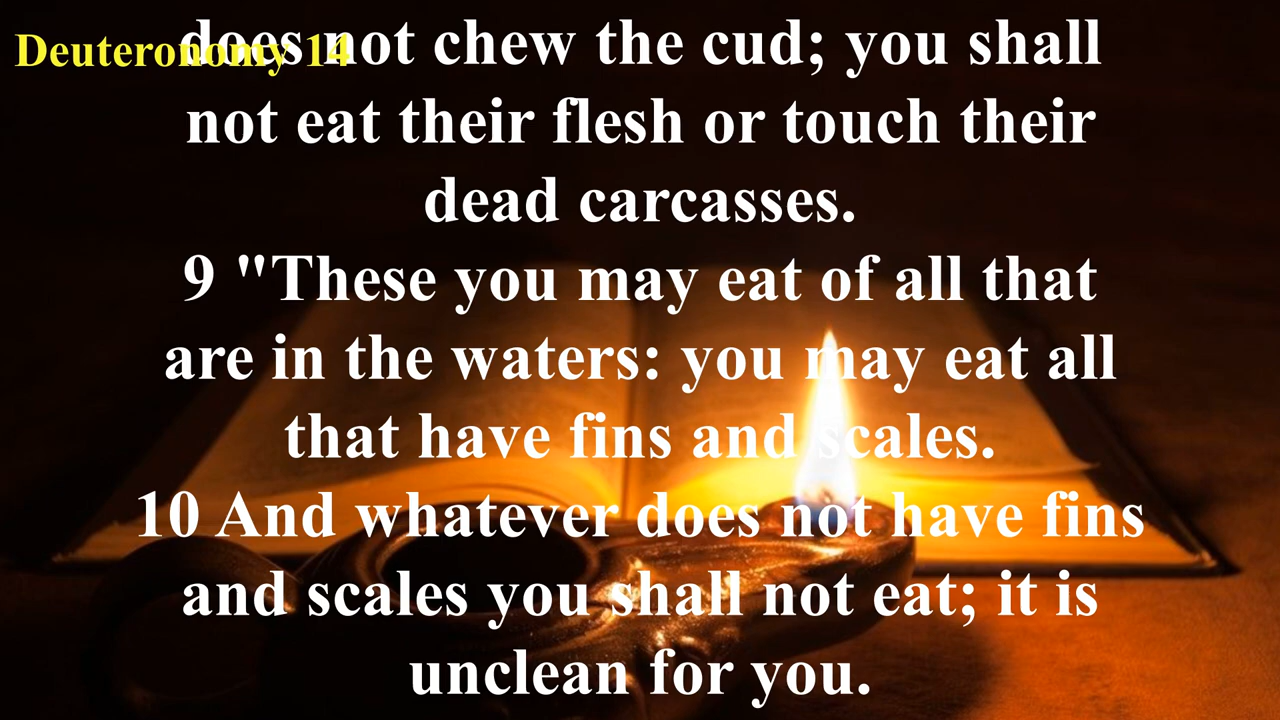 Deuteronomy 14
does not chew the cud; you shall
not eat their flesh or touch their
dead carcasses.
9 "These you may eat of all that
are in the waters: you may eat all
that have fins and scales.
10 And whatever does not have fins
and scales you shall not eat; it is
unclean for you.